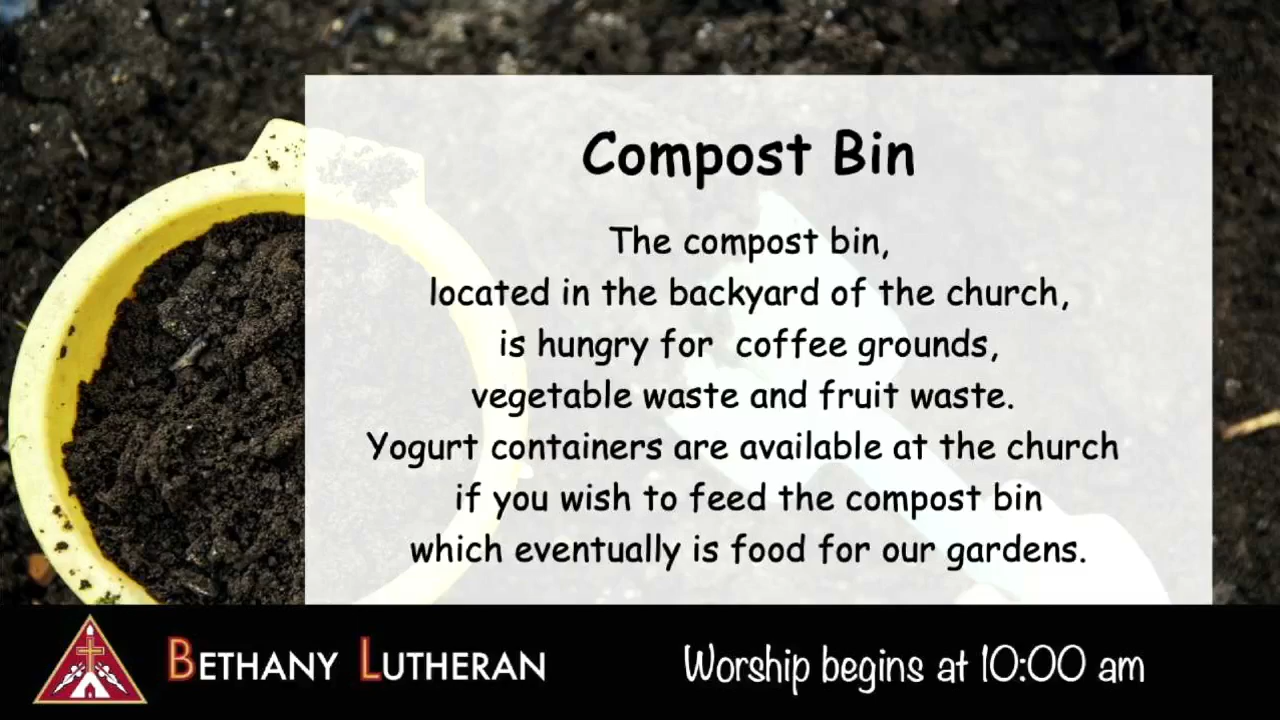 Compost Bin
The compost bin,
located in the backyard of the church,
is hungry for  coffee grounds,
vegetable waste and fruit waste.
Yogurt containers are available at the church
if you wish to feed the compost bin
which eventually is food for our gardens.
BETHANY LUTHERAN
Worship begins at 10:00 am